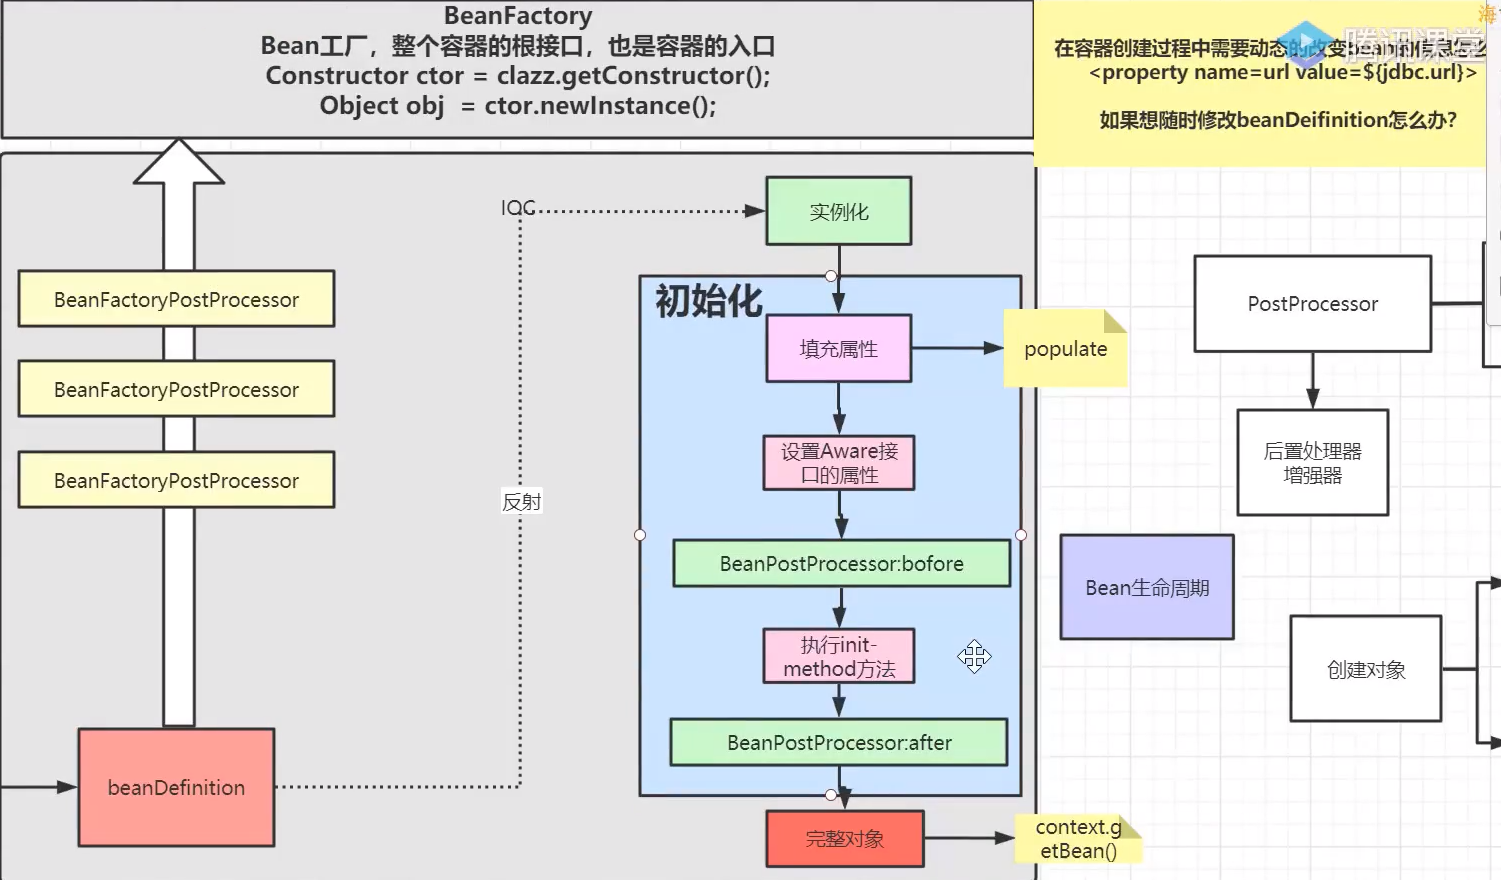 BeanFactory
Bean工厂，整个容器的根接口，也是容器的入口
Constructor ctor = clazz.getConstructor();
Object obj = ctor.newInstance();
海
腾讯课堂
在容器创建过程中需要动态的改变bean的信息怎么
<property name=url value=${jdbc.url}>
如果想随时修改beanDeifinition怎么办？
IOC
实例化
初始化
填充属性
populate
设置Aware接
口的属性
BeanPostProcessor:bofore
执行init-
method方法
BeanPostProcessor:after
完整对象
context.g
etBean()
BeanFactoryPostProcessor
BeanFactoryPostProcessor
BeanFactoryPostProcessor
反射
beanDefinition
PostProcessor
后置处理器
增强器
Bean生命周期
创建对象